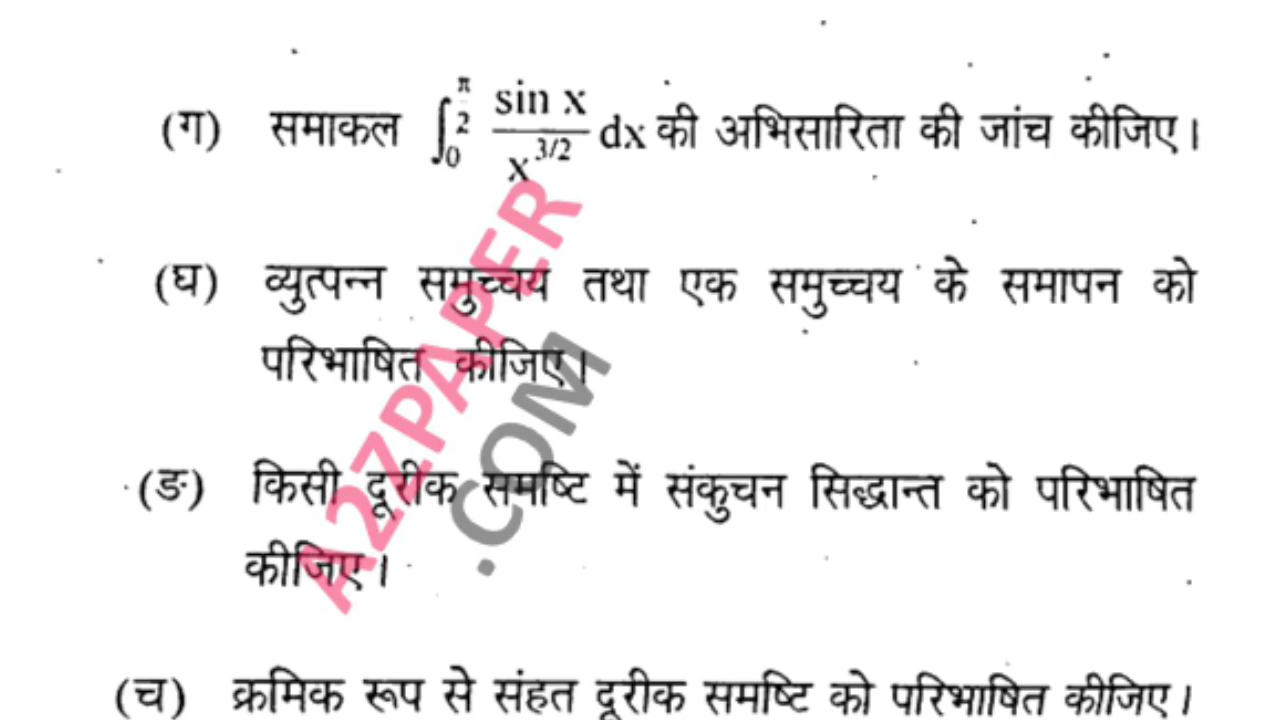 (ग) समाकल ∫₀^(π/2) sin x / x^(3/2) dx की अभिसारिता की जांच कीजिए।
(घ) व्युत्पन्न समुच्चय तथा एक समुच्चय के समापन को
परिभाषित कीजिए।
(ङ) किसी दूरीक समष्टि में संकुचन सिद्धान्त को परिभाषित
कीजिए।
(च) क्रमिक रूप से संहत दूरीक समष्टि को परिभाषित कीजिए।
A2ZPAPER
.COM